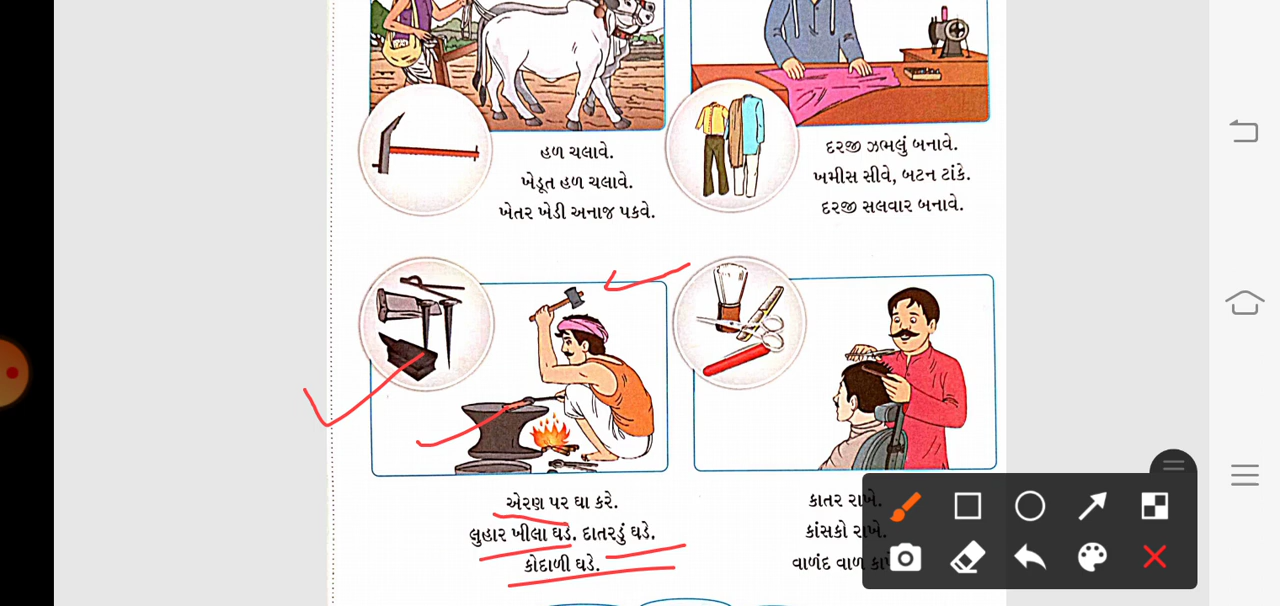 હળ ચલાવે.
ખેડૂત હળ ચલાવે.
ખેતર ખેડી અનાજ પકવે.
દરજી ઝભલું બનાવે.
ખમીસ સીવે, બટન ટાંકે.
દરજી સલવાર બનાવે.
એરણ પર ઘા કરે.
લુહાર ખીલા ઘડે. દાતરડું ઘડે.
કોદાળી ઘડે.
કાતર રાખે.
કાંસકો રાખે.
વાળંદ વાળ